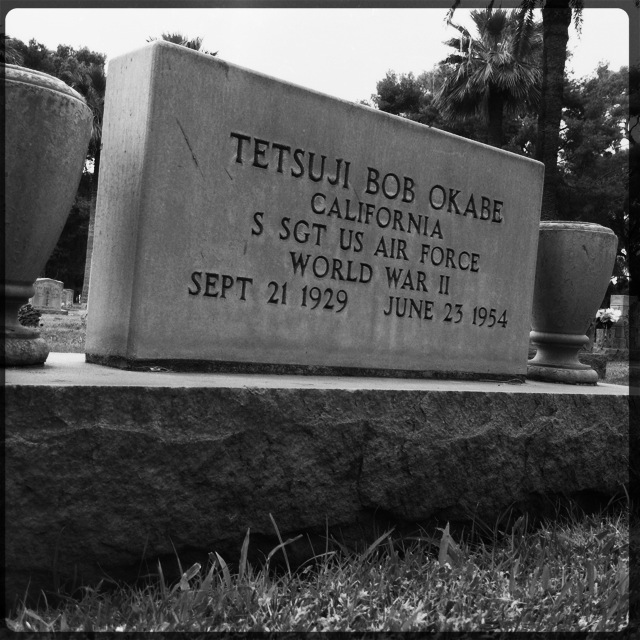 TETSUJI BOB OKABE
CALIFORNIA
S SGT US AIR FORCE
WORLD WAR II
SEPT 21 1929 JUNE 23 1954